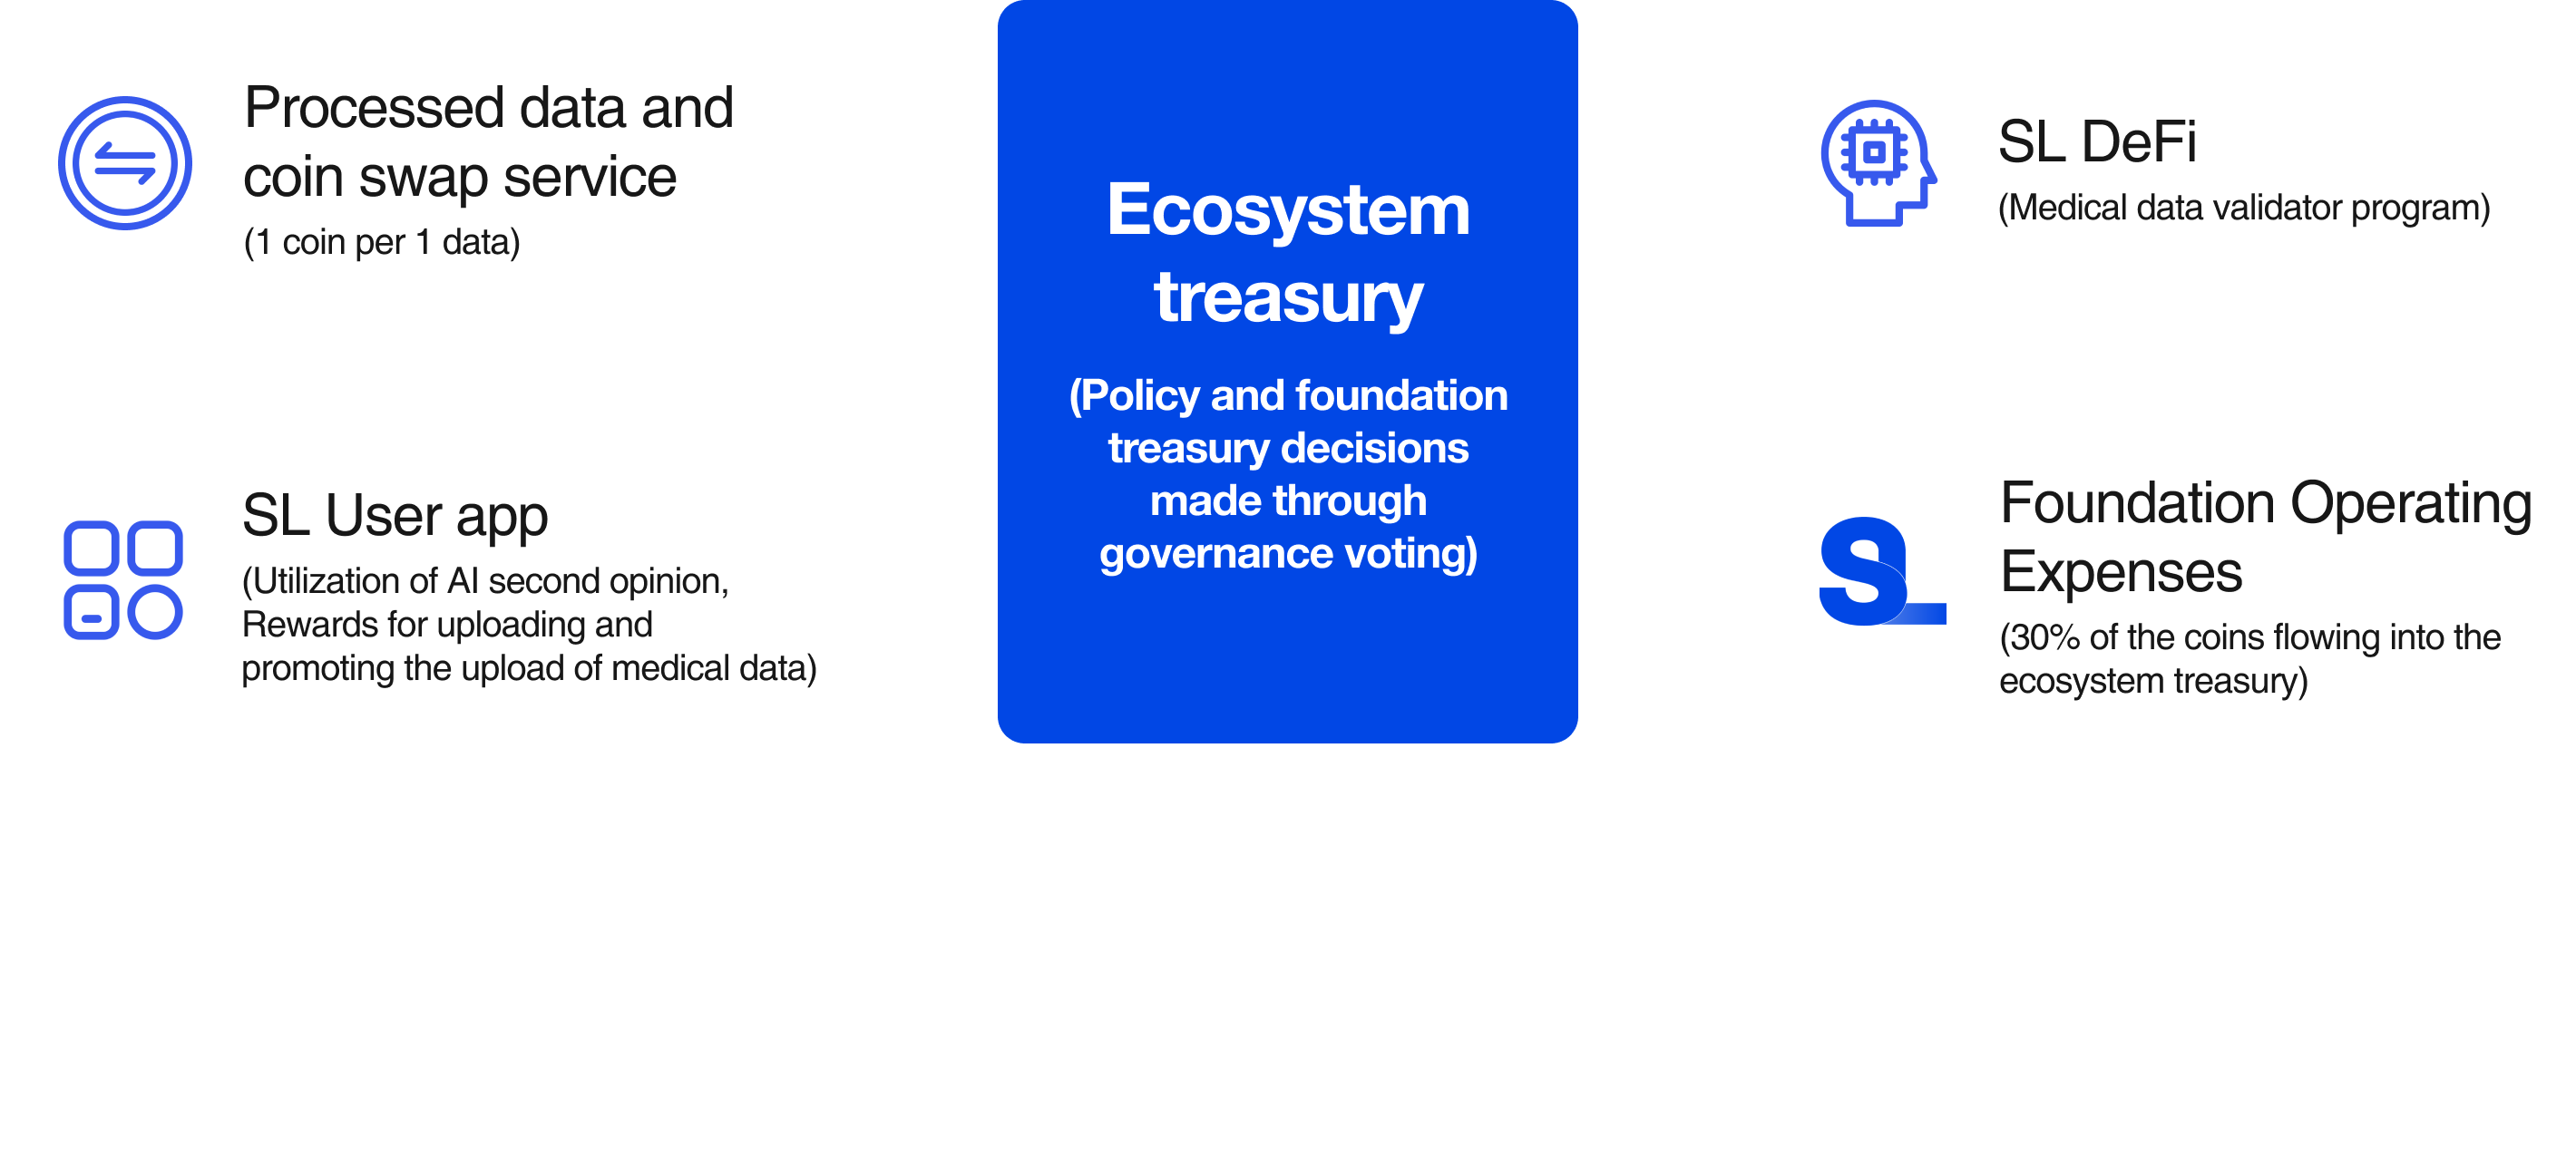 Processed data and
coin swap service
(1 coin per 1 data)
SL User app
(Utilization of AI second opinion,
Rewards for uploading and
promoting the upload of medical data)
Ecosystem
treasury
(Policy and foundation
treasury decisions
made through
governance voting)
SL DeFi
(Medical data validator program)
SL
Foundation Operating
Expenses
(30% of the coins flowing into the
ecosystem treasury)